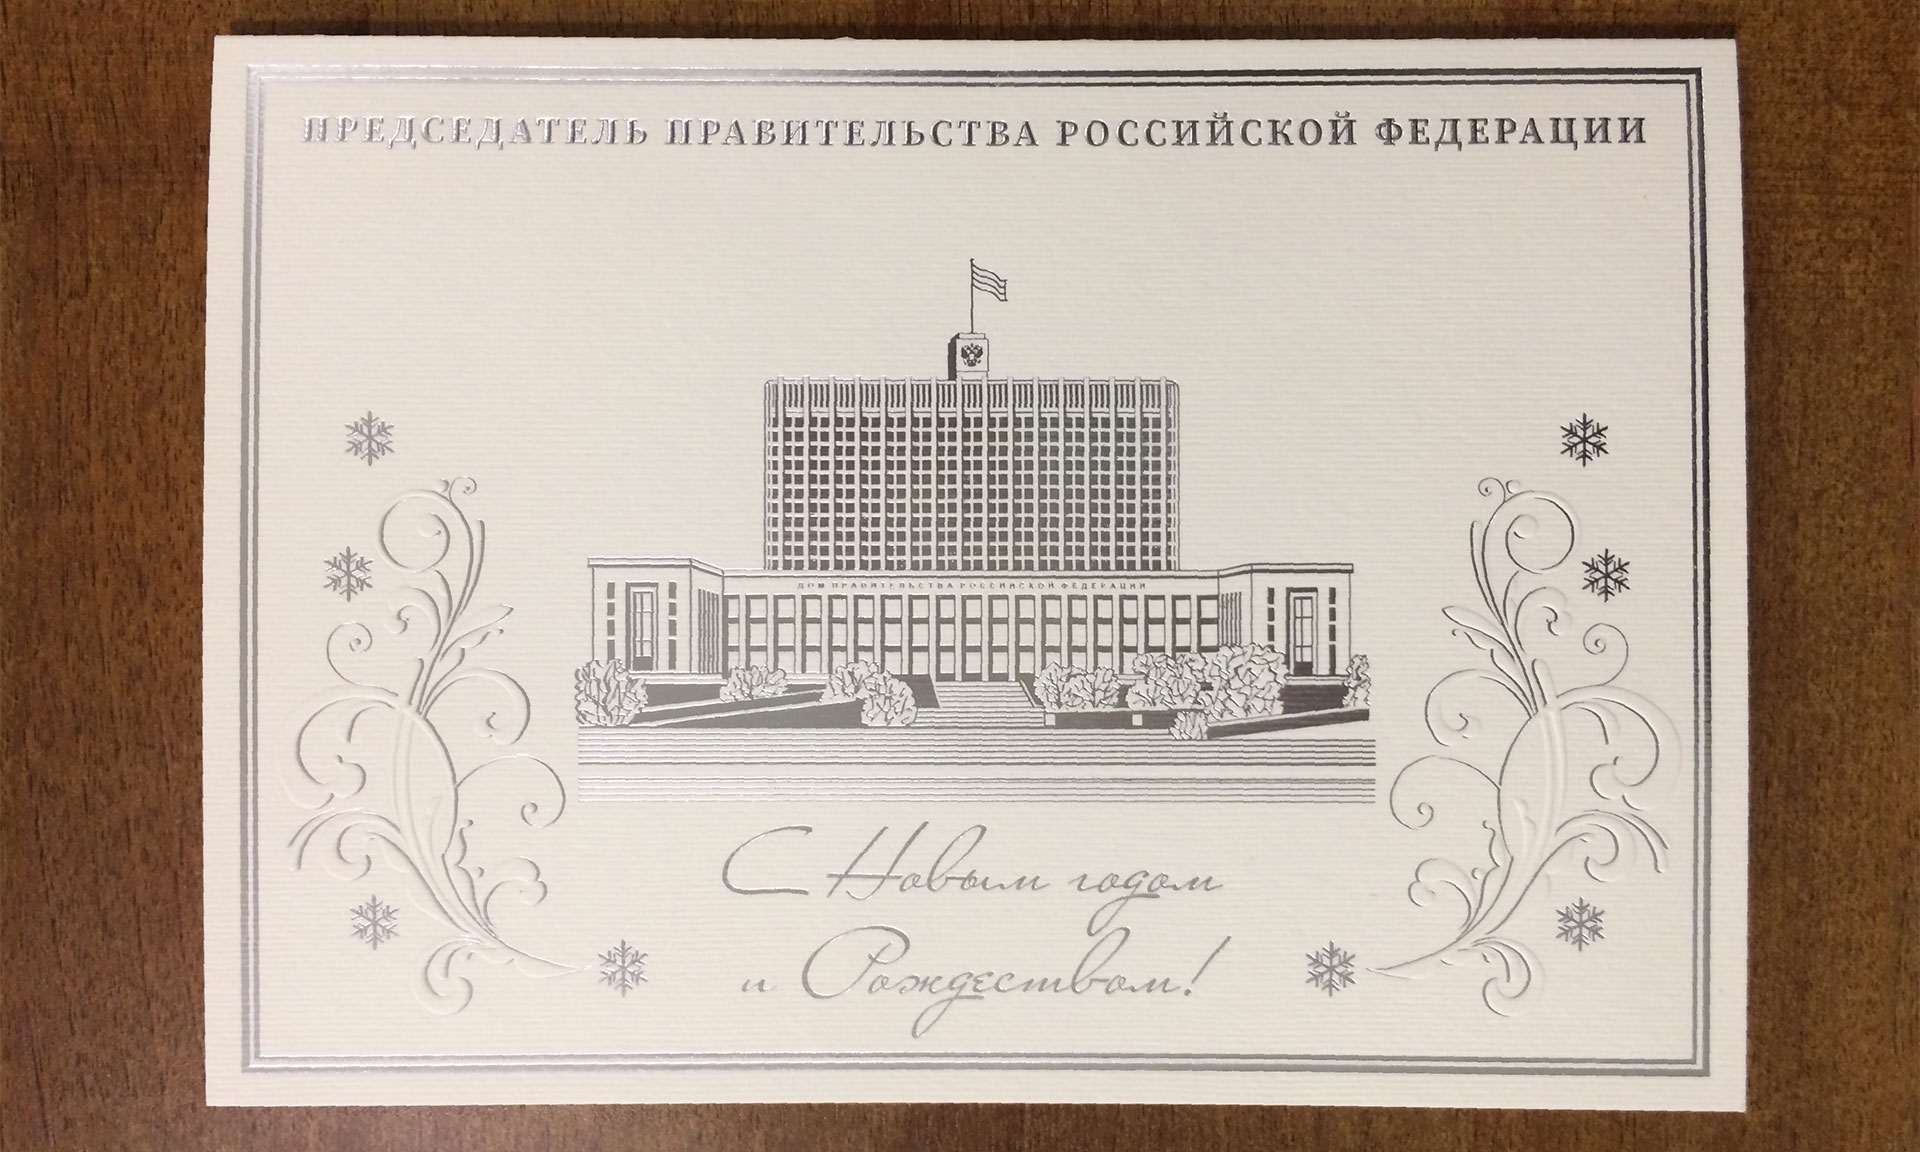 ПРЕДСЕДАТЕЛЬ ПРАВИТЕЛЬСТВА РОССИЙСКОЙ ФЕДЕРАЦИИ
ДОМ ПРАВИТЕЛЬСТВА РОССИЙСКОЙ ФЕДЕРАЦИИ
С Новым годом
и Рождеством!